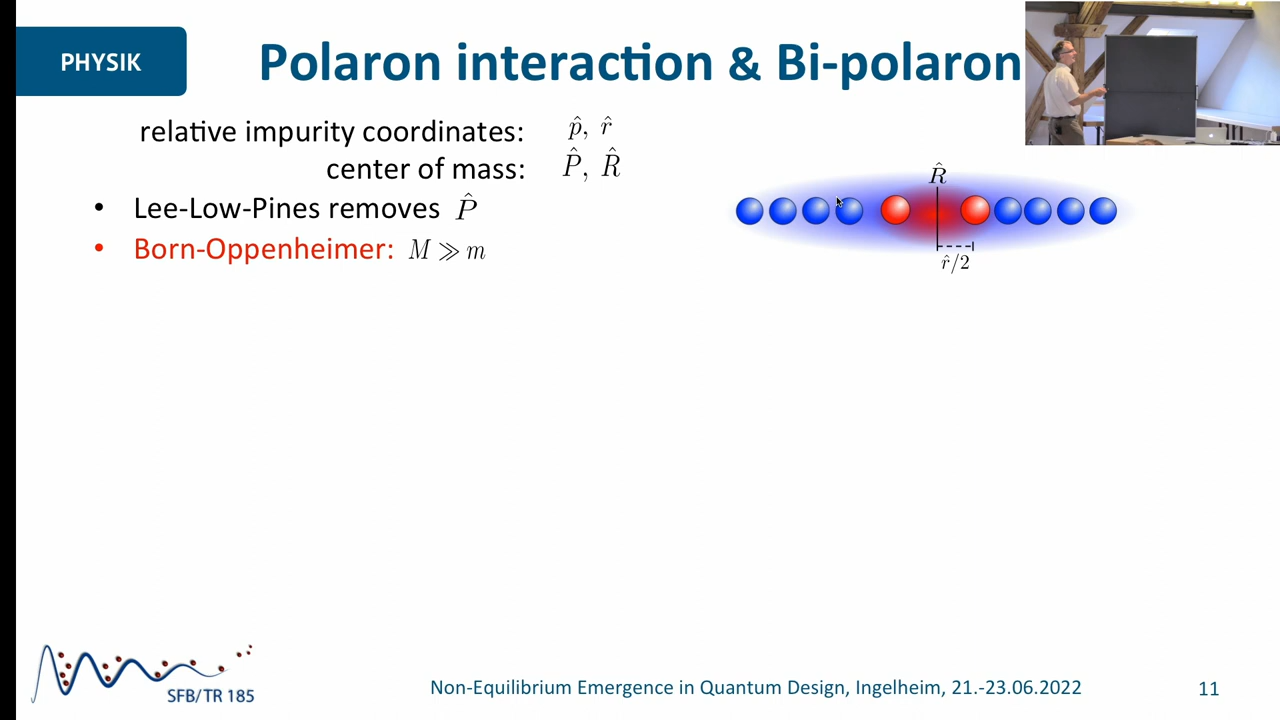 PHYSIK
Polaron interaction & Bi-polaron
relative impurity coordinates: p̂, r̂
center of mass: P̂, R̂
• Lee-Low-Pines removes P̂
• Born-Oppenheimer: M ≫ m
R̂
r̂/2
SFB/TR 185
Non-Equilibrium Emergence in Quantum Design, Ingelheim, 21.-23.06.2022
11